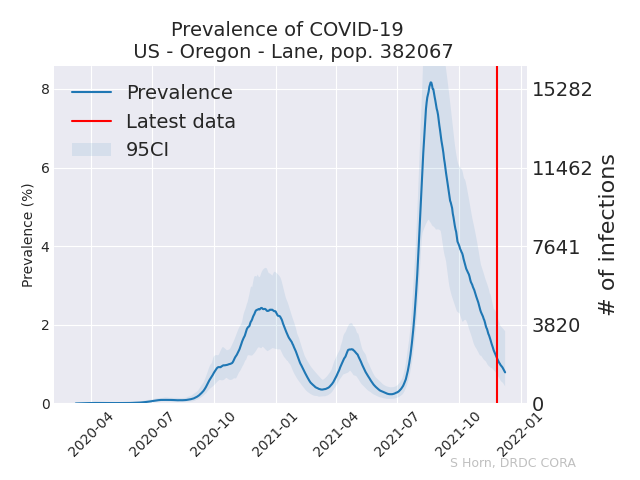 Prevalence of COVID-19
US - Oregon - Lane, pop. 382067
Prevalence
Latest data
95CI
Prevalence (%)
8
6
4
2
0
15282
11462
7641
3820
0
# of infections
2020-04
2020-07
2020-10
2021-01
2021-04
2021-07
2021-10
2022-01
S Horn, DRDC CORA